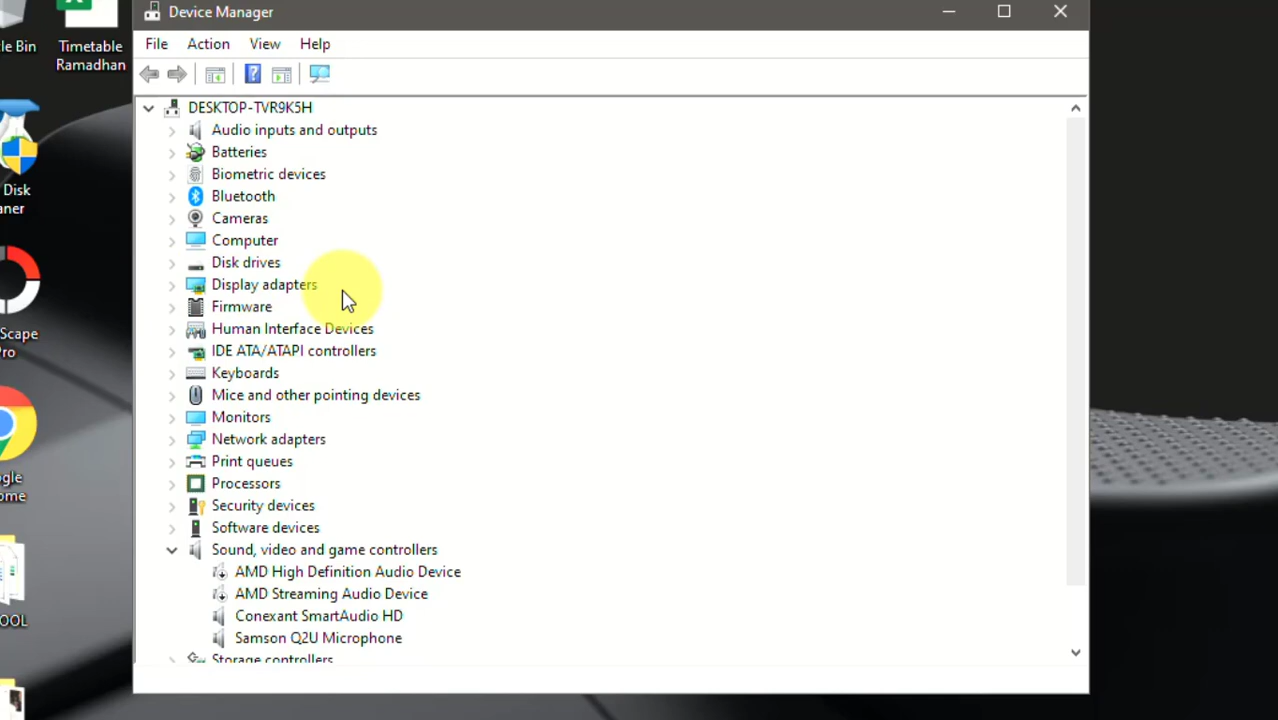 Device Manager
le Bin
Timetable
Ramadhan
File Action View Help
DESKTOP-TVR9K5H
Audio inputs and outputs
Batteries
Biometric devices
Disk
aner
Bluetooth
Cameras
Computer
Disk drives
Display adapters
Firmware
Human Interface Devices
Scape
Pro
IDE ATA/ATAPI controllers
Keyboards
Mice and other pointing devices
Monitors
Network adapters
Print queues
Processors
gle
ome
Security devices
Software devices
Sound, video and game controllers
AMD High Definition Audio Device
AMD Streaming Audio Device
Conexant SmartAudio HD
OOL
Samson Q2U Microphone
Storage controllers